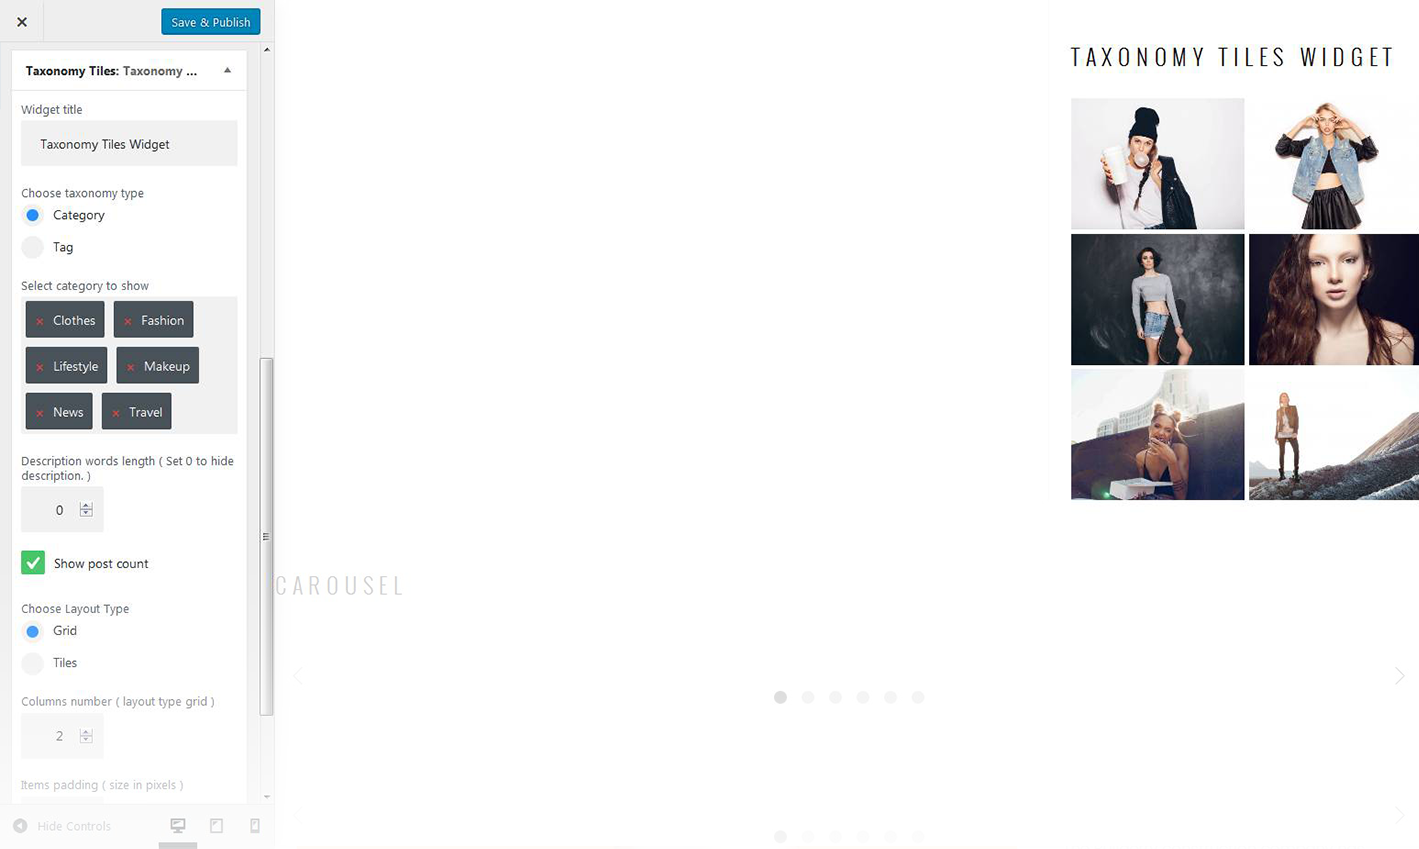 Save & Publish
Taxonomy Tiles: Taxonomy ...
Widget title
Taxonomy Tiles Widget
Choose taxonomy type
Category
Tag
Select category to show
× Clothes × Fashion
× Lifestyle × Makeup
× News × Travel
Description words length ( Set 0 to hide
description. )
0
Show post count
Choose Layout Type
Grid
Tiles
Columns number ( layout type grid )
2
Items padding ( size in pixels )
Hide Controls
TAXONOMY TILES WIDGET
CAROUSEL